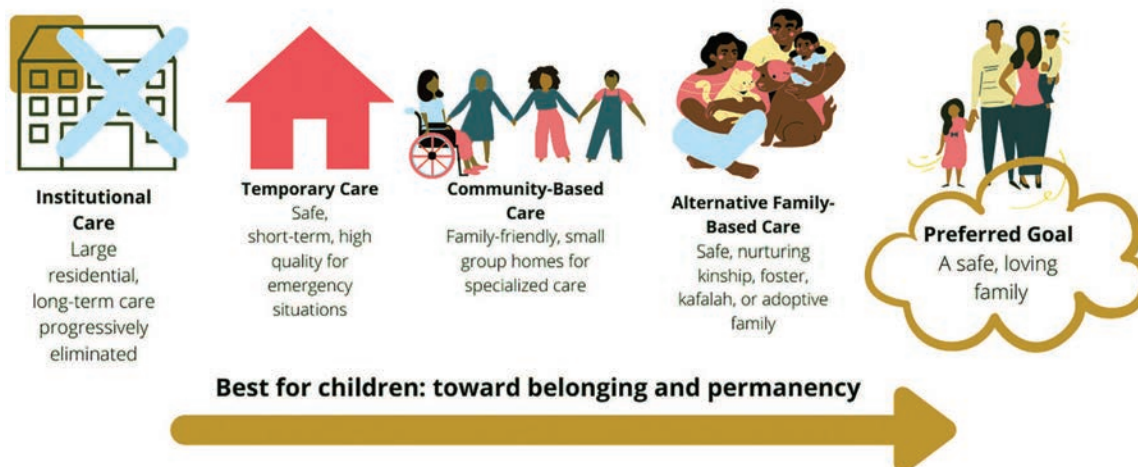 Institutional
Care
Large
residential,
long-term care
progressively
eliminated
Temporary Care
Safe,
short-term, high
quality for
emergency
situations
Community-Based
Care
Family-friendly, small
group homes for
specialized care
Alternative Family-
Based Care
Safe, nurturing
kinship, foster,
kafalah, or adoptive
family
Preferred Goal
A safe, loving
family
Best for children: toward belonging and permanency